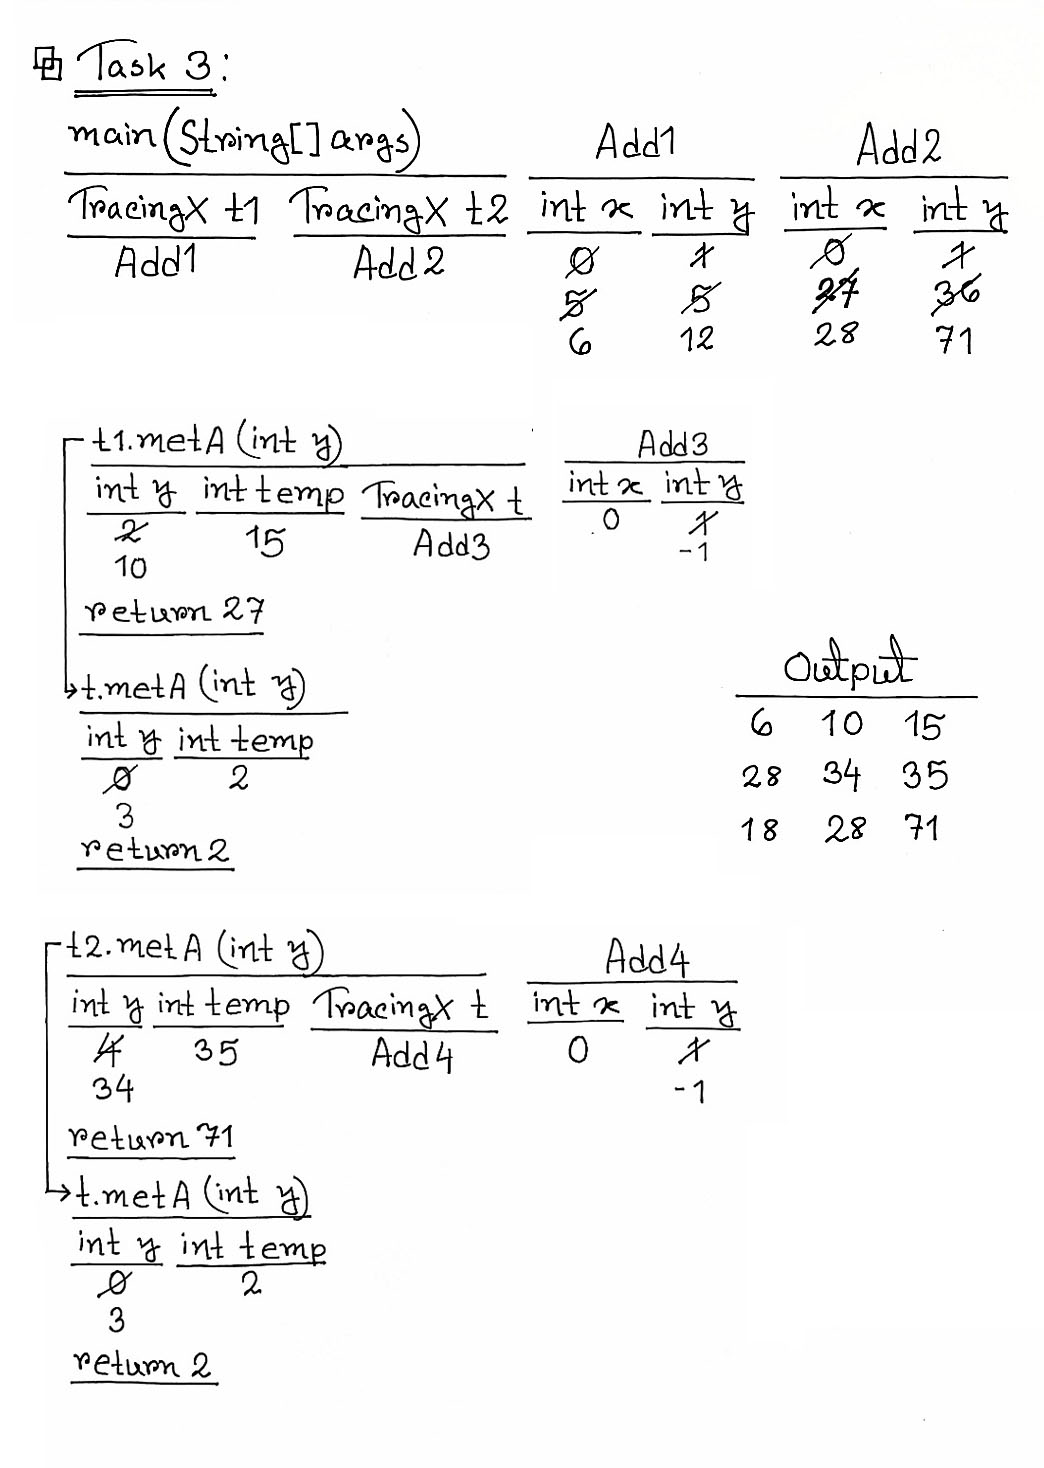 Task 3:
main(String[] args) Add1 Add2
TracingX t1 TracingX t2 int x int y int x int y
Add1 Add2 0 1 0 1
5 5 27 36
6 12 28 71
t1.metA (int y) Add3
int y int temp TracingX t int x int y
2 15 Add3 0 1
10 -1
return 27
t.metA (int y) Output
int y int temp 6 10 15
0 2 28 34 35
3 18 28 71
return 2
t2.metA (int y) Add4
int y int temp TracingX t int x int y
4 35 Add4 0 1
34 -1
return 71
t.metA (int y)
int y int temp
0 2
3
return 2